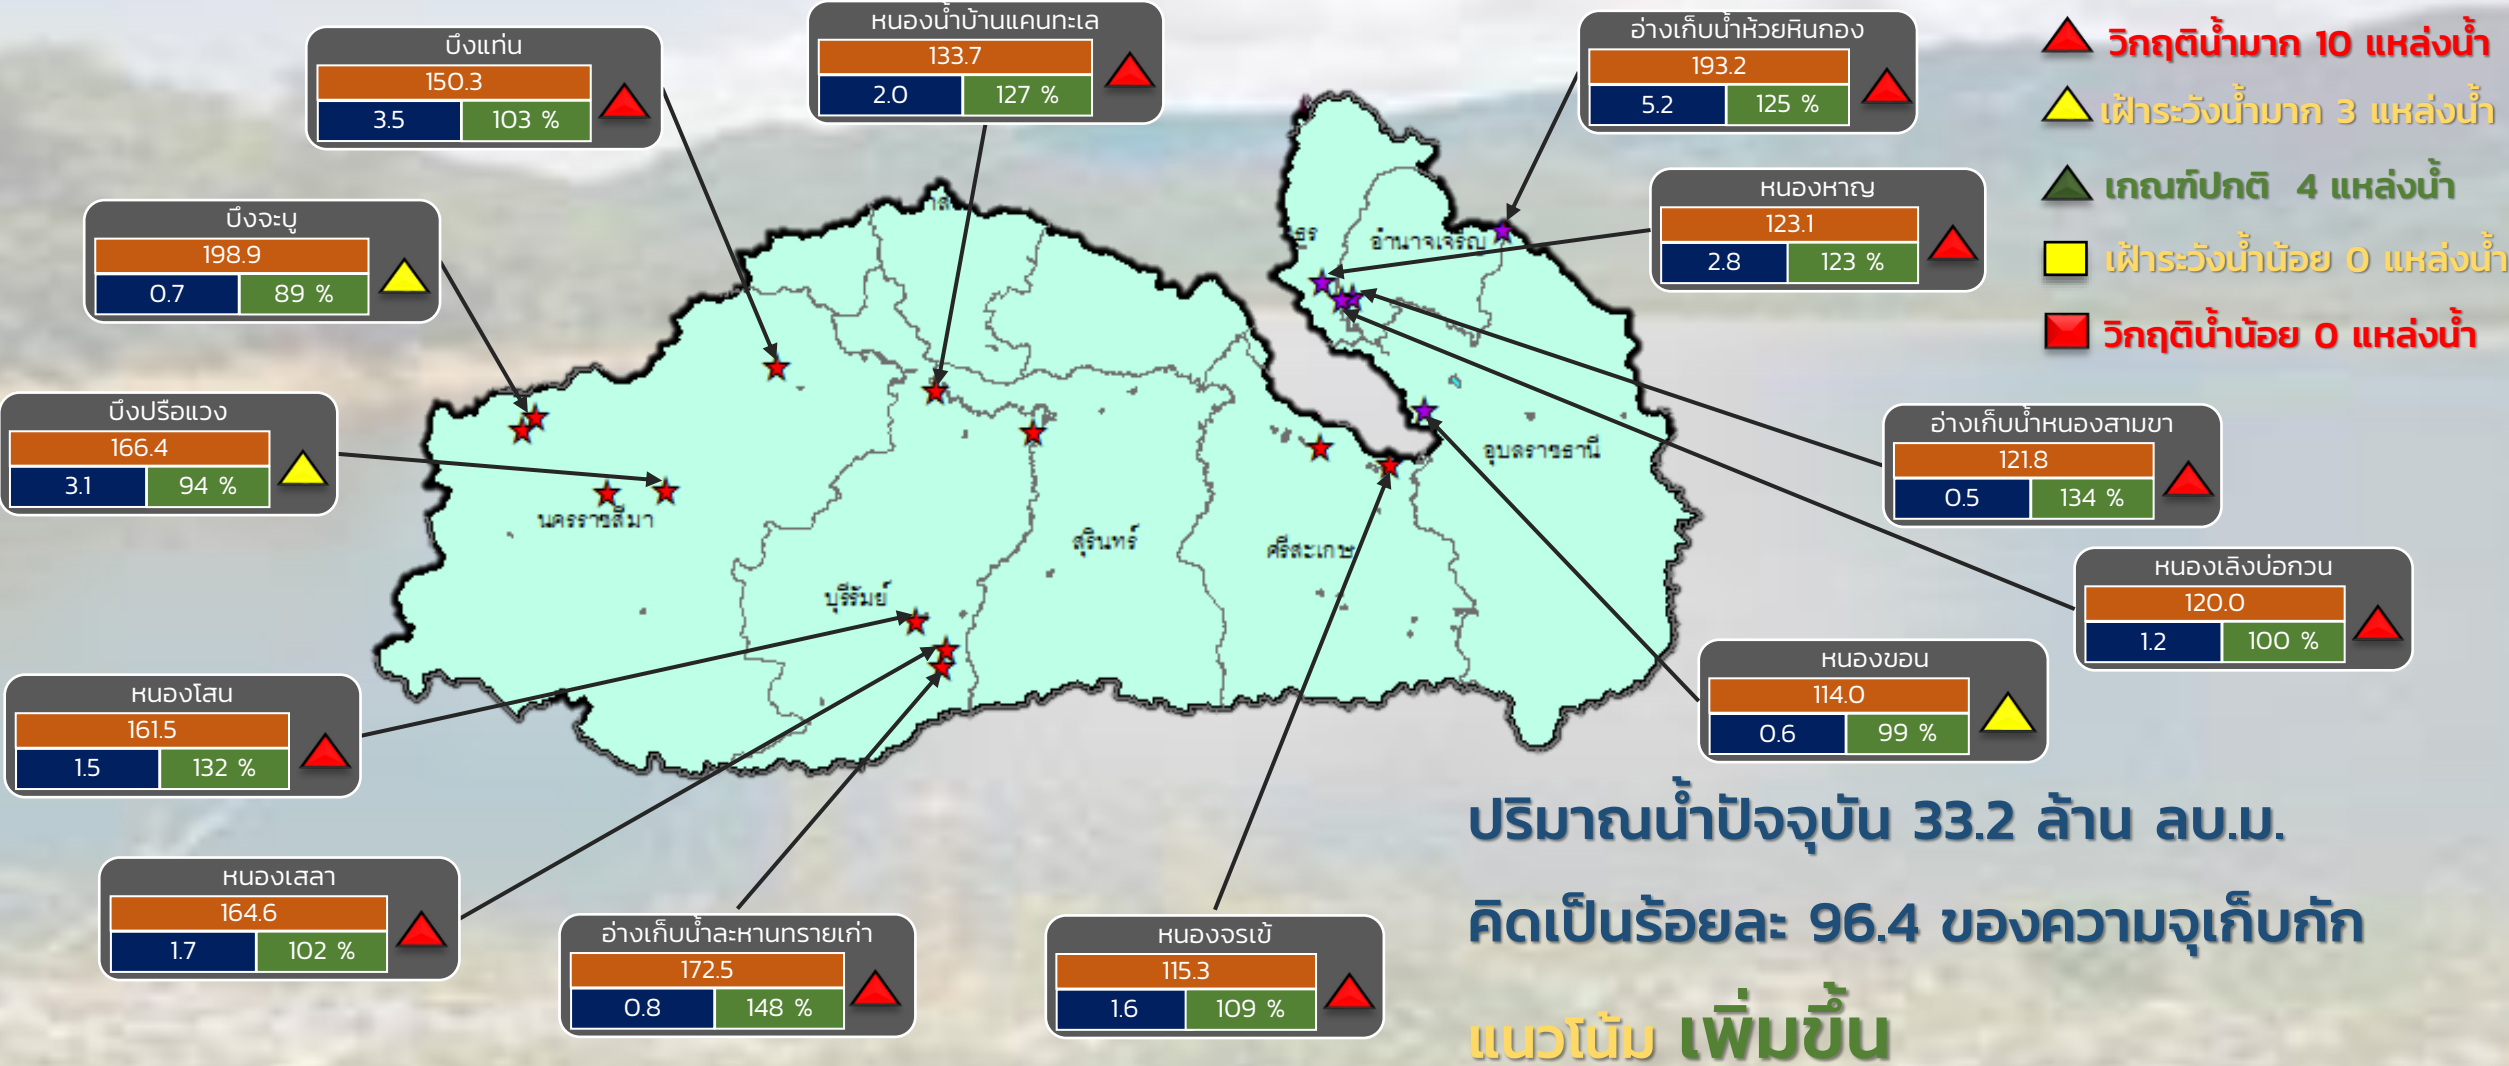 บึงแท่น
150.3
3.5 103 %
หนองน้ำบ้านแคนทะเล
133.7
2.0 127 %
อ่างเก็บน้ำห้วยหินกอง
193.2
5.2 125 %
วิกฤติน้ำมาก 10 แหล่งน้ำ
เฝ้าระวังน้ำมาก 3 แหล่งน้ำ
เกณฑ์ปกติ 4 แหล่งน้ำ
เฝ้าระวังน้ำน้อย 0 แหล่งน้ำ
วิกฤติน้ำน้อย 0 แหล่งน้ำ
บึงจะบู
198.9
0.7 89 %
หนองหาญ
123.1
2.8 123 %
อำนาจเจริญ
บึงปรือแวง
166.4
3.1 94 %
อ่างเก็บน้ำหนองสามขา
121.8
0.5 134 %
นครราชสีมา
บุรีรัมย์
สุรินทร์
ศรีสะเกษ
อุบลราชธานี
หนองเลิงบ่อกวน
120.0
1.2 100 %
หนองโสน
161.5
1.5 132 %
หนองขอน
114.0
0.6 99 %
หนองเสลา
164.6
1.7 102 %
อ่างเก็บน้ำละหานทรายเก่า
172.5
0.8 148 %
หนองจรเข้
115.3
1.6 109 %
ปริมาณน้ำปัจจุบัน 33.2 ล้าน ลบ.ม.
คิดเป็นร้อยละ 96.4 ของความจุเก็บกัก
แนวโน้ม เพิ่มขึ้น